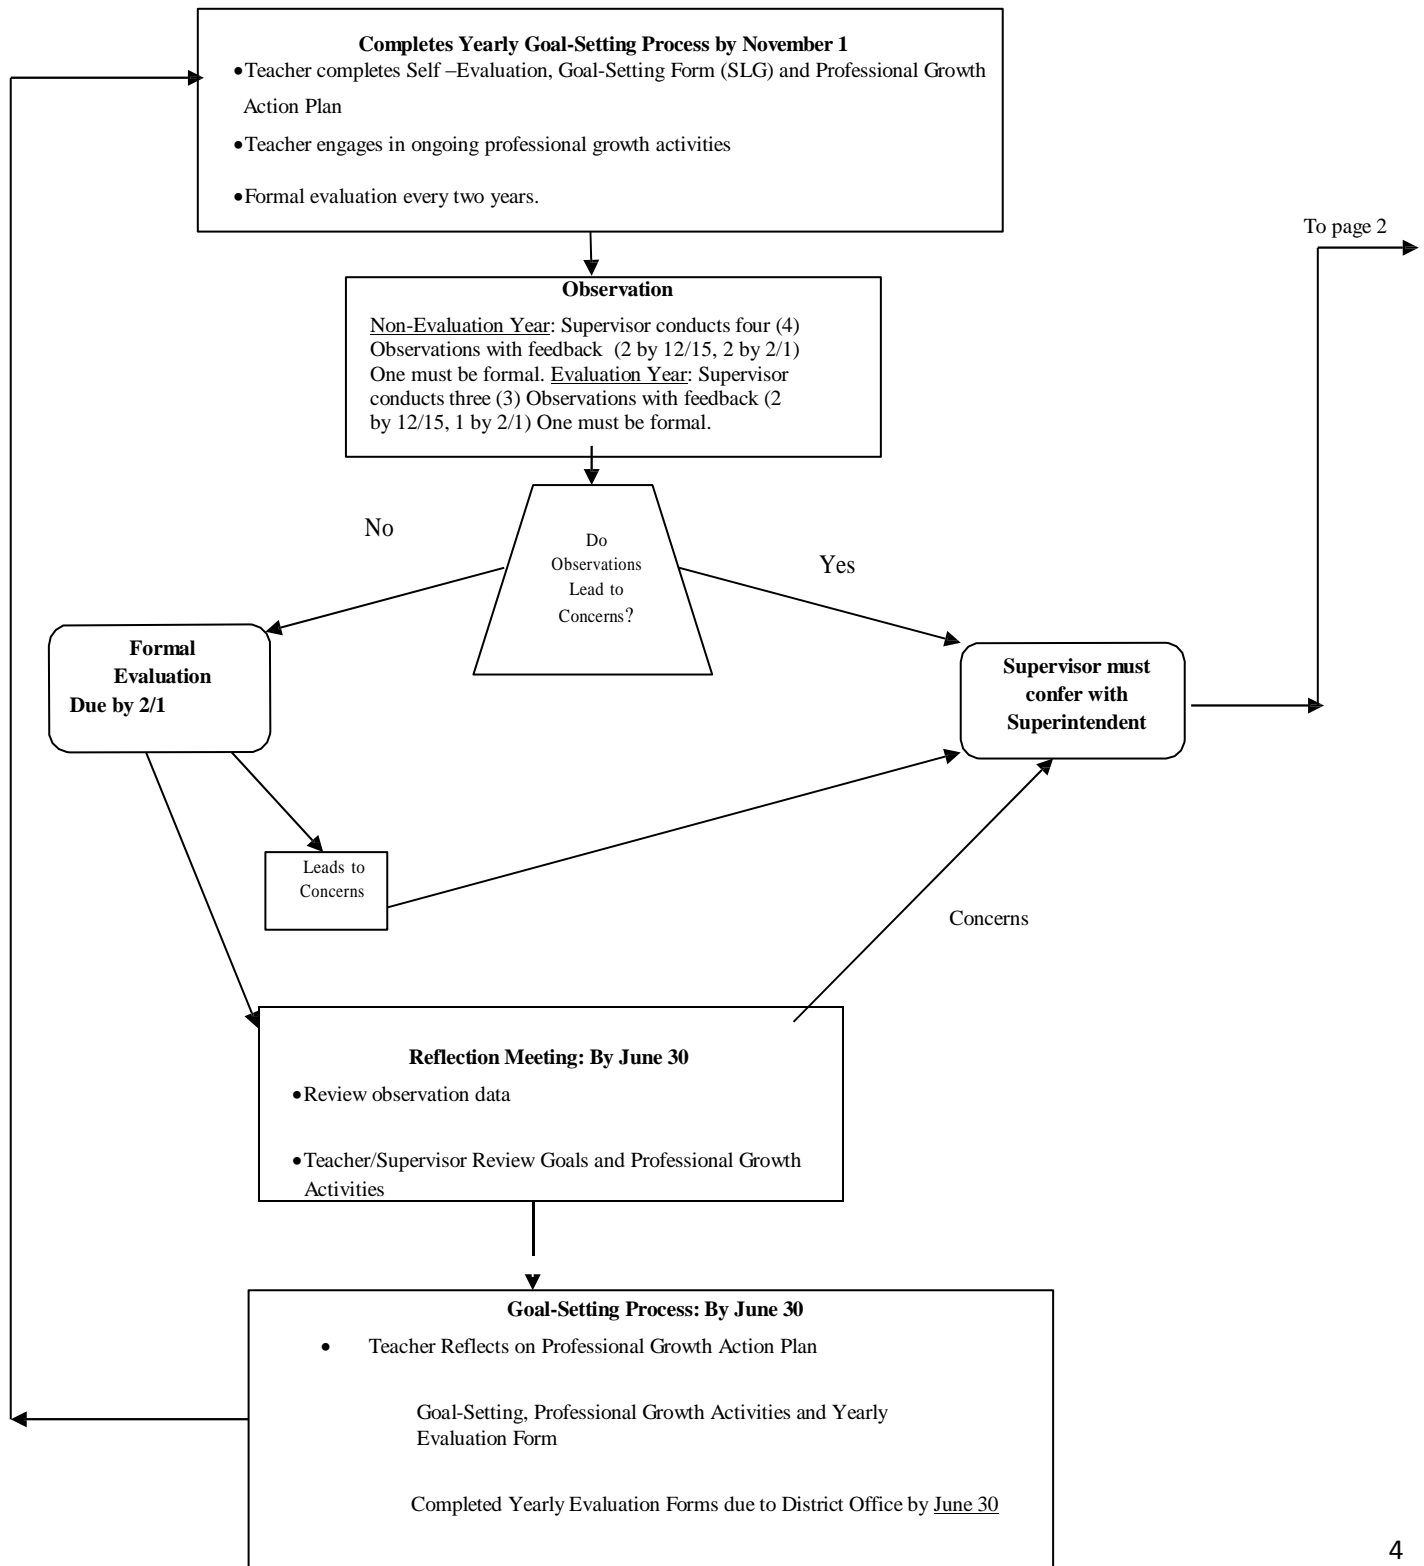 Completes Yearly Goal-Setting Process by November 1
•Teacher completes Self –Evaluation, Goal-Setting Form (SLG) and Professional Growth
Action Plan
•Teacher engages in ongoing professional growth activities
•Formal evaluation every two years.
To page 2
Observation
Non-Evaluation Year: Supervisor conducts four (4)
Observations with feedback (2 by 12/15, 2 by 2/1)
One must be formal. Evaluation Year: Supervisor
conducts three (3) Observations with feedback (2
by 12/15, 1 by 2/1) One must be formal.
No
Do
Observations
Lead to
Concerns?
Yes
Formal
Evaluation
Due by 2/1
Supervisor must
confer with
Superintendent
Leads to
Concerns
Concerns
Reflection Meeting: By June 30
•Review observation data
•Teacher/Supervisor Review Goals and Professional Growth
Activities
Goal-Setting Process: By June 30
• Teacher Reflects on Professional Growth Action Plan
Goal-Setting, Professional Growth Activities and Yearly
Evaluation Form
Completed Yearly Evaluation Forms due to District Office by June 30
4